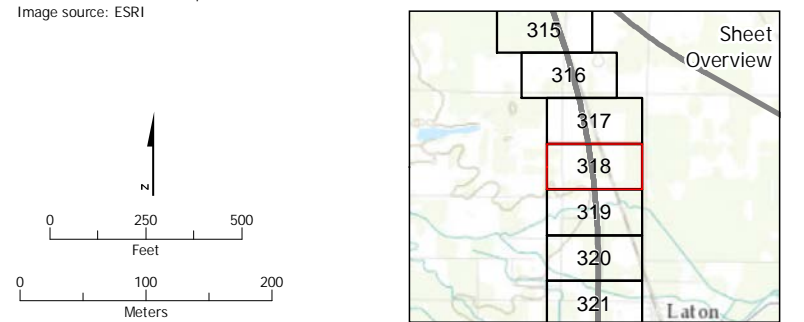 Image source: ESRI
N
0 250 500
Feet
0 100 200
Meters
Sheet
Overview
315
316
317
318
319
320
321
Laton